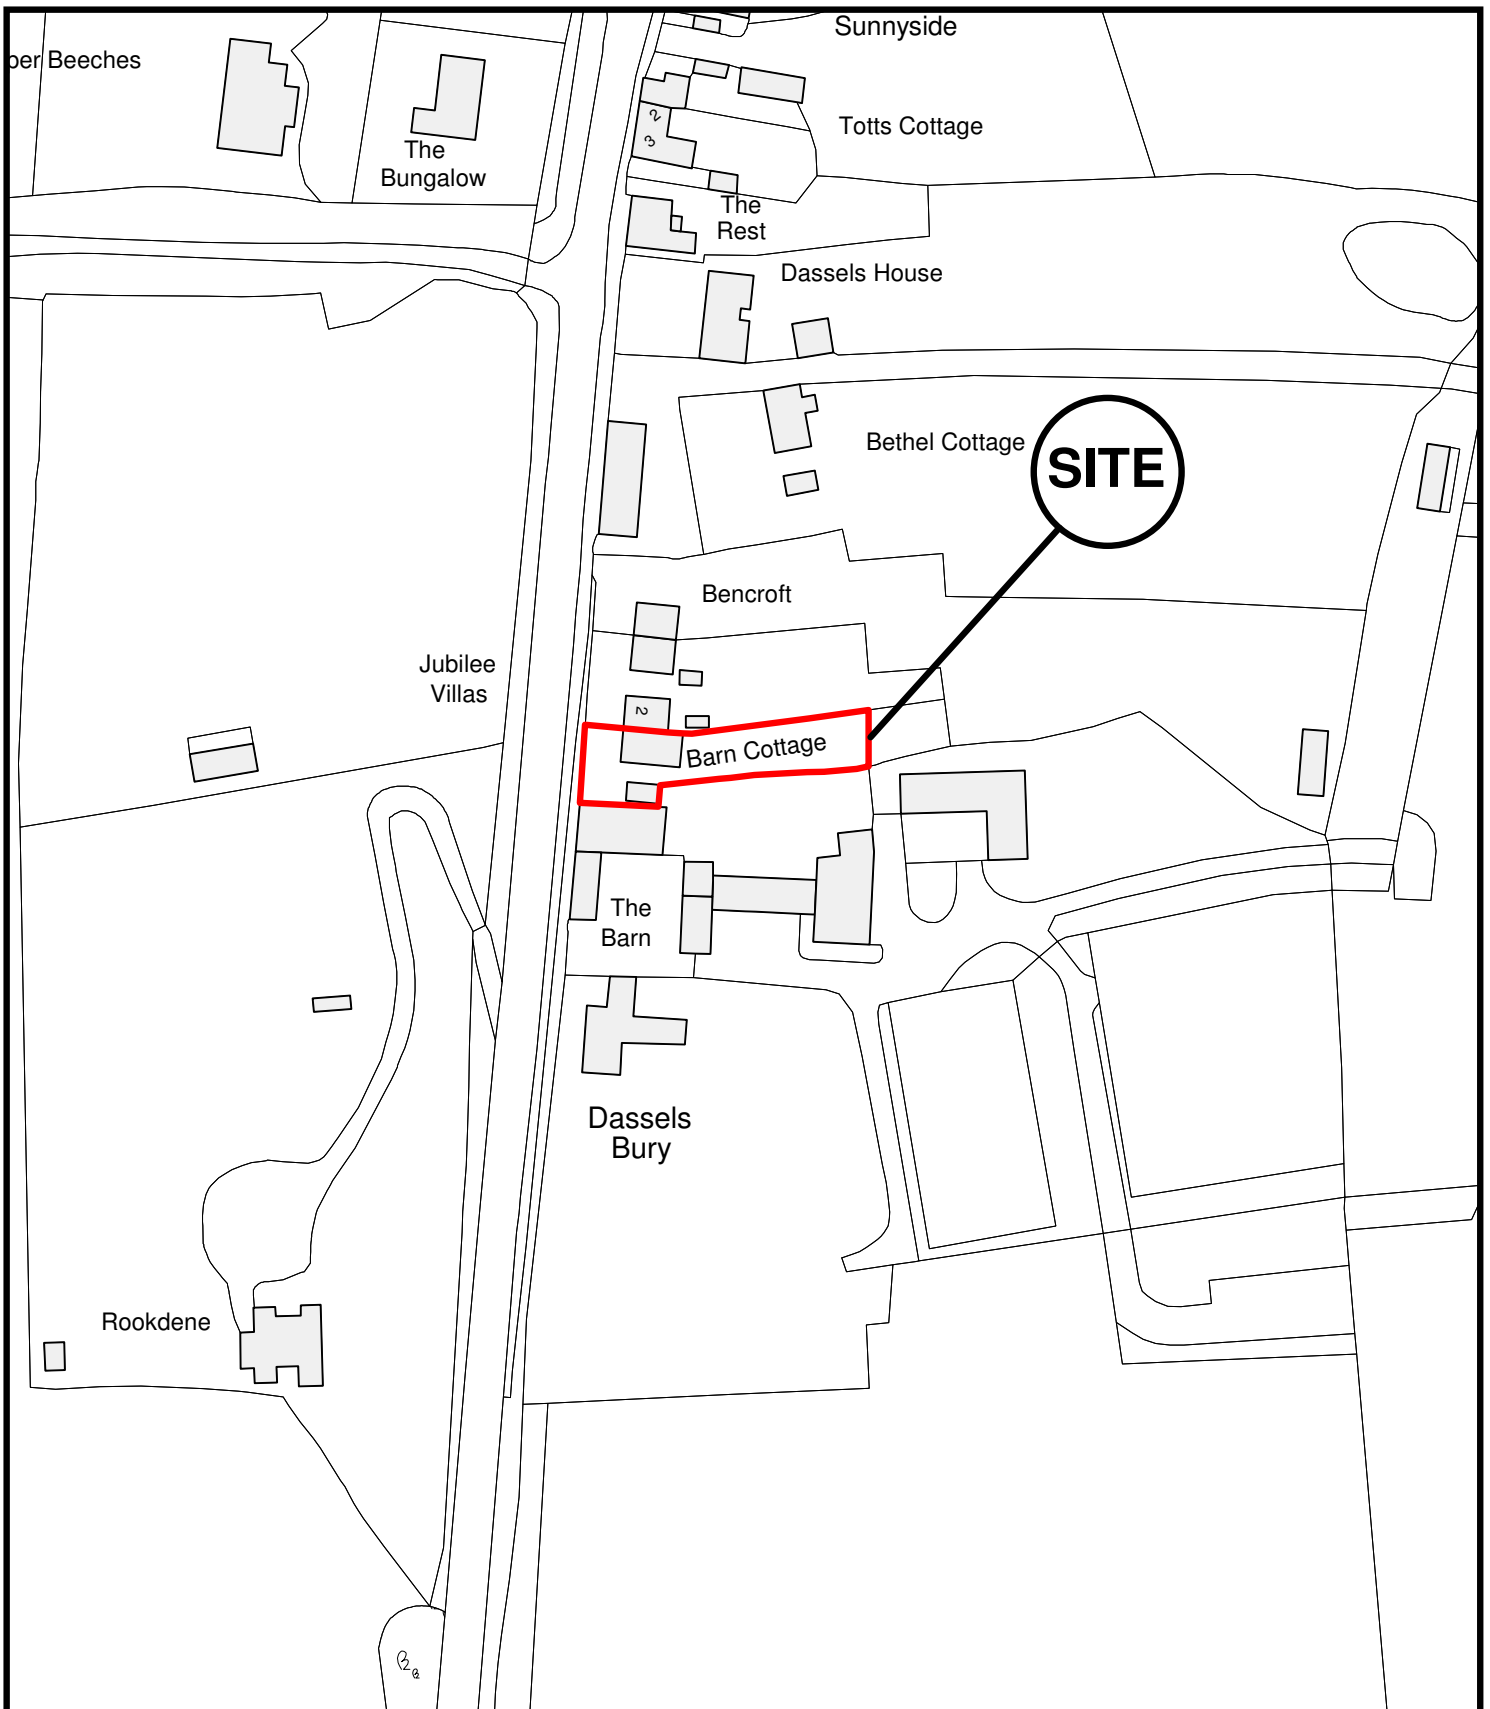 Sunnyside
per Beeches
Totts Cottage
2
3
The
Bungalow
The
Rest
Dassels House
Bethel Cottage
SITE
Bencroft
Jubilee
Villas
2
Barn Cottage
The
Barn
Dassels
Bury
Rookdene